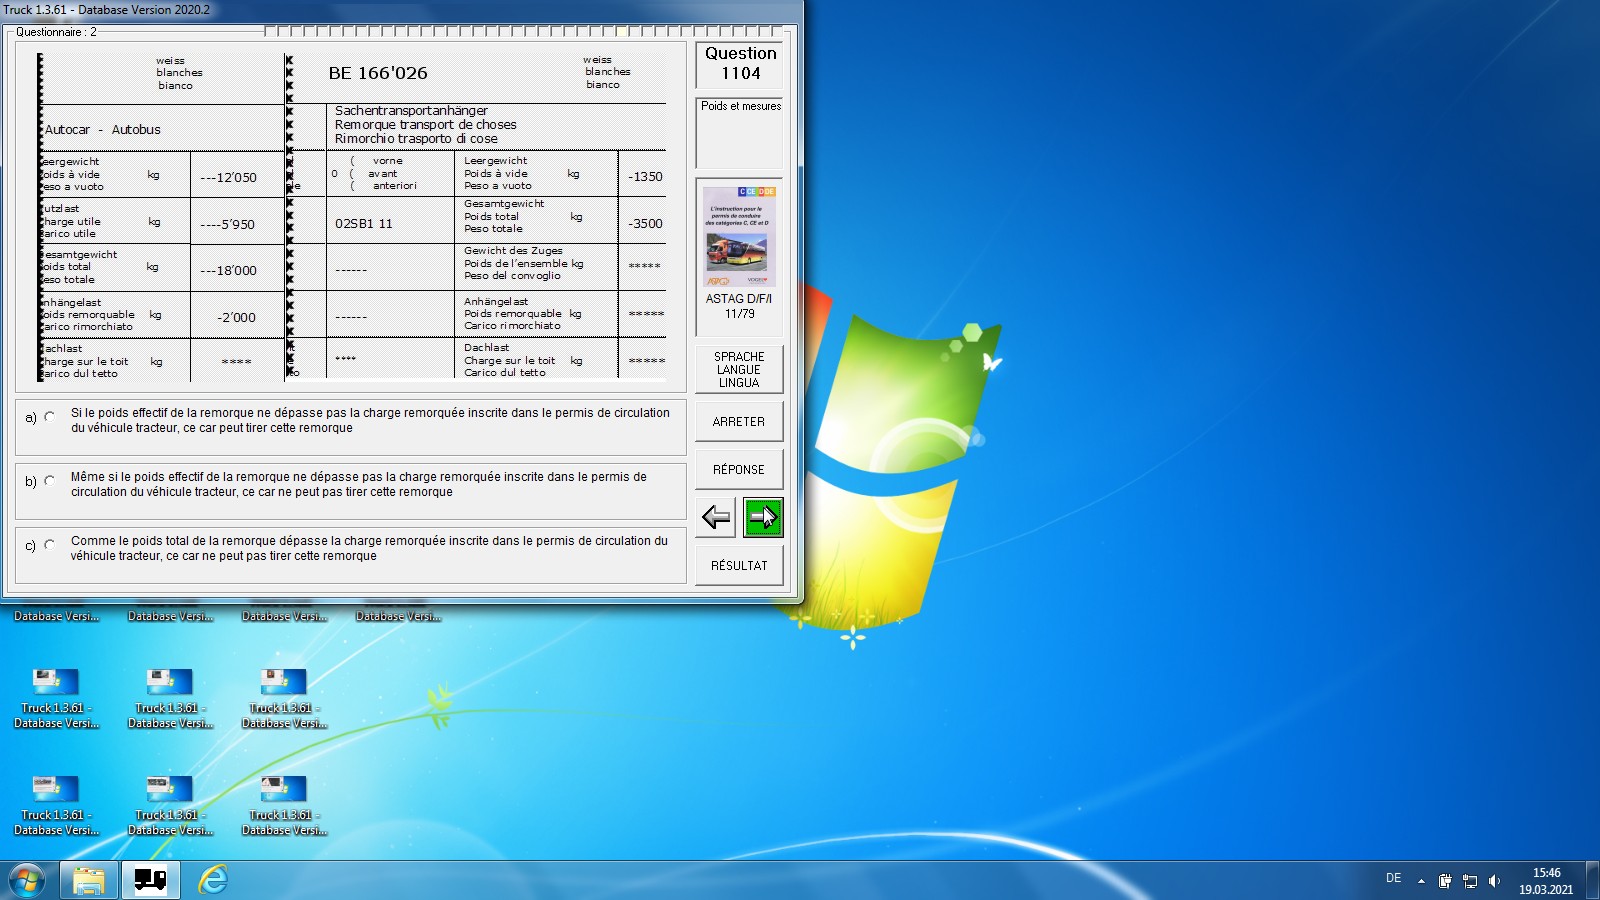 Truck 1.3.61 - Database Version 2020.2
Questionnaire : 2
weiss
blanches
bianco
BE 166'026
weiss
blanches
bianco
Autocar - Autobus
Sachentransportanhänger
Remorque transport de choses
Rimorchio trasporto di cose
eergewicht
oids à vide kg ---12'050
eso a vuoto
0 ( vorne
( avant
( anteriori
Leergewicht
Poids à vide kg -1350
Peso a vuoto
utzlast
harge utile kg ----5'950
arico utile
02SB1 11
Gesamtgewicht
Poids total kg -3500
Peso totale
esamtgewicht
oids total kg ---18'000
eso totale
------
Gewicht des Zuges
Poids de l'ensemble kg *****
Peso del convoglio
nhängelast
oids remorquable kg -2'000
arico rimorchiato
------
Anhängelast
Poids remorquable kg *****
Carico rimorchiato
achlast
harge sur le toit kg ****
arico dul tetto
****
Dachlast
Charge sur le toit kg *****
Carico dul tetto
a) Si le poids effectif de la remorque ne dépasse pas la charge remorquée inscrite dans le permis de circulation
du véhicule tracteur, ce car peut tirer cette remorque
b) Même si le poids effectif de la remorque ne dépasse pas la charge remorquée inscrite dans le permis de
circulation du véhicule tracteur, ce car ne peut pas tirer cette remorque
c) Comme le poids total de la remorque dépasse la charge remorquée inscrite dans le permis de circulation du
véhicule tracteur, ce car ne peut pas tirer cette remorque
Question
1104
Poids et mesures
C CE D DE
L'instruction pour le
permis de conduire
des catégories C, CE et D
ASTAG D/F/I
11/79
SPRACHE
LANGUE
LINGUA
ARRETER
RÉPONSE
RÉSULTAT
Database Versi...
Database Versi...
Database Versi...
Database Versi...
Truck 1.3.61 -
Database Versi...
Truck 1.3.61 -
Database Versi...
Truck 1.3.61 -
Database Versi...
Truck 1.3.61 -
Database Versi...
Truck 1.3.61 -
Database Versi...
Truck 1.3.61 -
Database Versi...
DE
15:46
19.03.2021